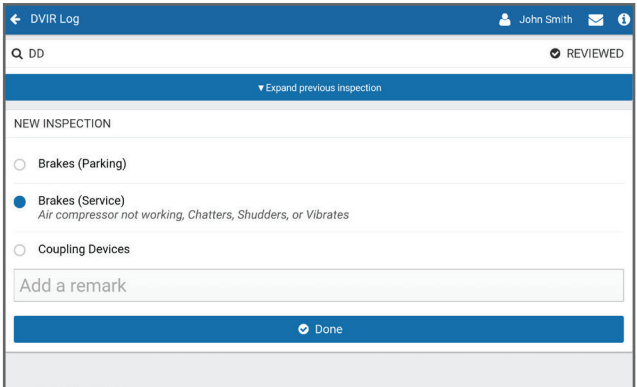 DVIR Log John Smith
DD REVIEWED
▼Expand previous inspection
NEW INSPECTION
Brakes (Parking)
Brakes (Service)
Air compressor not working, Chatters, Shudders, or Vibrates
Coupling Devices
Add a remark
Done